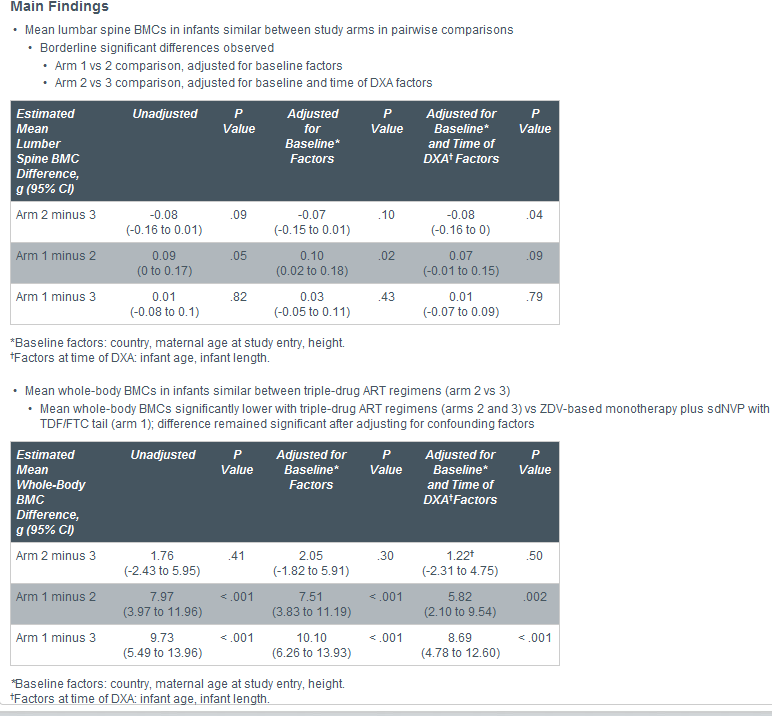 Main Findings
• Mean lumbar spine BMCs in infants similar between study arms in pairwise comparisons
• Borderline significant differences observed
• Arm 1 vs 2 comparison, adjusted for baseline factors
• Arm 2 vs 3 comparison, adjusted for baseline and time of DXA factors
Estimated Mean Lumber Spine BMC Difference, g (95% CI) Unadjusted P Value Adjusted for Baseline* Factors P Value Adjusted for Baseline* and Time of DXA† Factors P Value
Arm 2 minus 3 -0.08 .09 -0.07 .10 -0.08 .04
(-0.16 to 0.01) (-0.15 to 0.01) (-0.16 to 0)
Arm 1 minus 2 0.09 .05 0.10 .02 0.07 .09
(0 to 0.17) (0.02 to 0.18) (-0.01 to 0.15)
Arm 1 minus 3 0.01 .82 0.03 .43 0.01 .79
(-0.08 to 0.1) (-0.05 to 0.11) (-0.07 to 0.09)
*Baseline factors: country, maternal age at study entry, height.
†Factors at time of DXA: infant age, infant length.
• Mean whole-body BMCs in infants similar between triple-drug ART regimens (arm 2 vs 3)
• Mean whole-body BMCs significantly lower with triple-drug ART regimens (arms 2 and 3) vs ZDV-based monotherapy plus sdNVP with
TDF/FTC tail (arm 1); difference remained significant after adjusting for confounding factors
Estimated Mean Whole-Body BMC Difference, g (95% CI) Unadjusted P Value Adjusted for Baseline* Factors P Value Adjusted for Baseline* and Time of DXA†Factors P Value
Arm 2 minus 3 1.76 .41 2.05 .30 1.22† .50
(-2.43 to 5.95) (-1.82 to 5.91) (-2.31 to 4.75)
Arm 1 minus 2 7.97 < .001 7.51 < .001 5.82 .002
(3.97 to 11.96) (3.83 to 11.19) (2.10 to 9.54)
Arm 1 minus 3 9.73 < .001 10.10 < .001 8.69 < .001
(5.49 to 13.96) (6.26 to 13.93) (4.78 to 12.60)
*Baseline factors: country, maternal age at study entry, height.
†Factors at time of DXA: infant age, infant length.